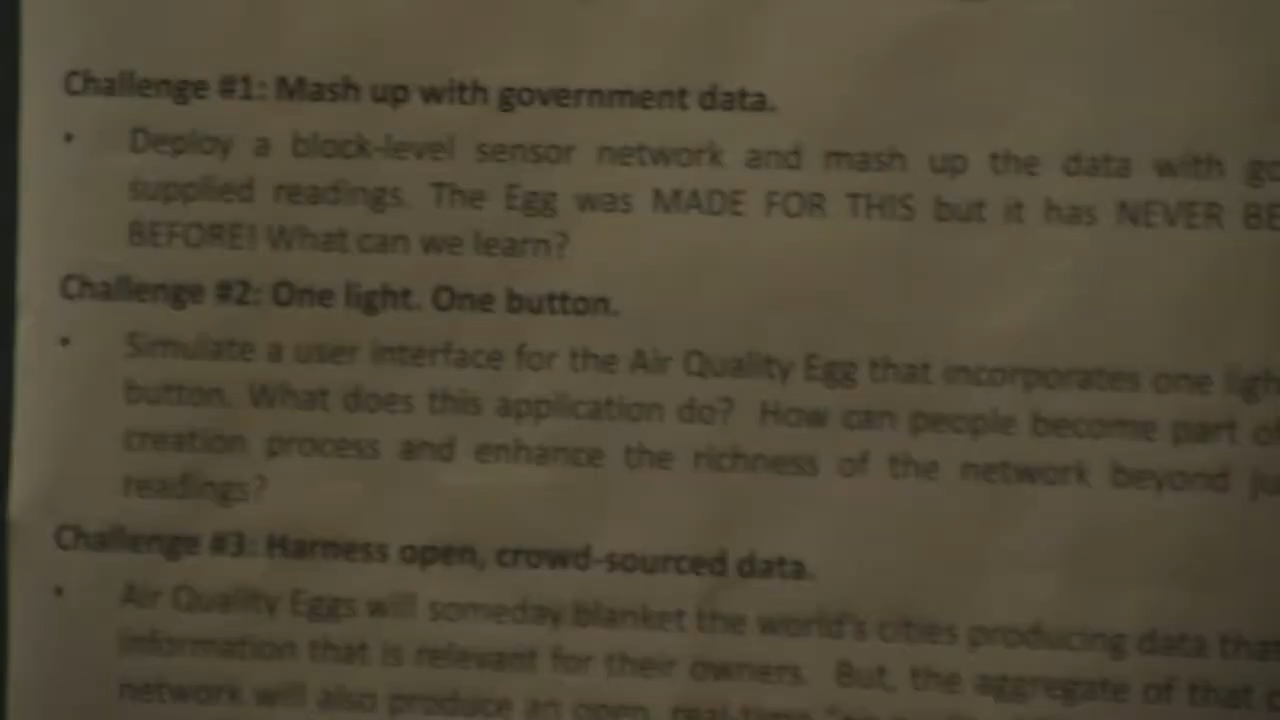 Challenge #1: Mash up with government data.
• Deploy a block-level sensor network and mash up the data with
supplied readings. The Egg was MADE FOR THIS but it has NEVER
BEFORE! What can we learn?
Challenge #2: One light. One button.
• Simulate a user interface for the Air Quality Egg that incorporates one
button. What does this application do? How can people become part
creation process and enhance the richness of the network beyond
readings?
Challenge #3: Harness open, crowd-sourced data.
• Air Quality Eggs will someday blanket the world's cities producing data
information that is relevant for their owners. But, the aggregate of that
network will also produce an open, real-time